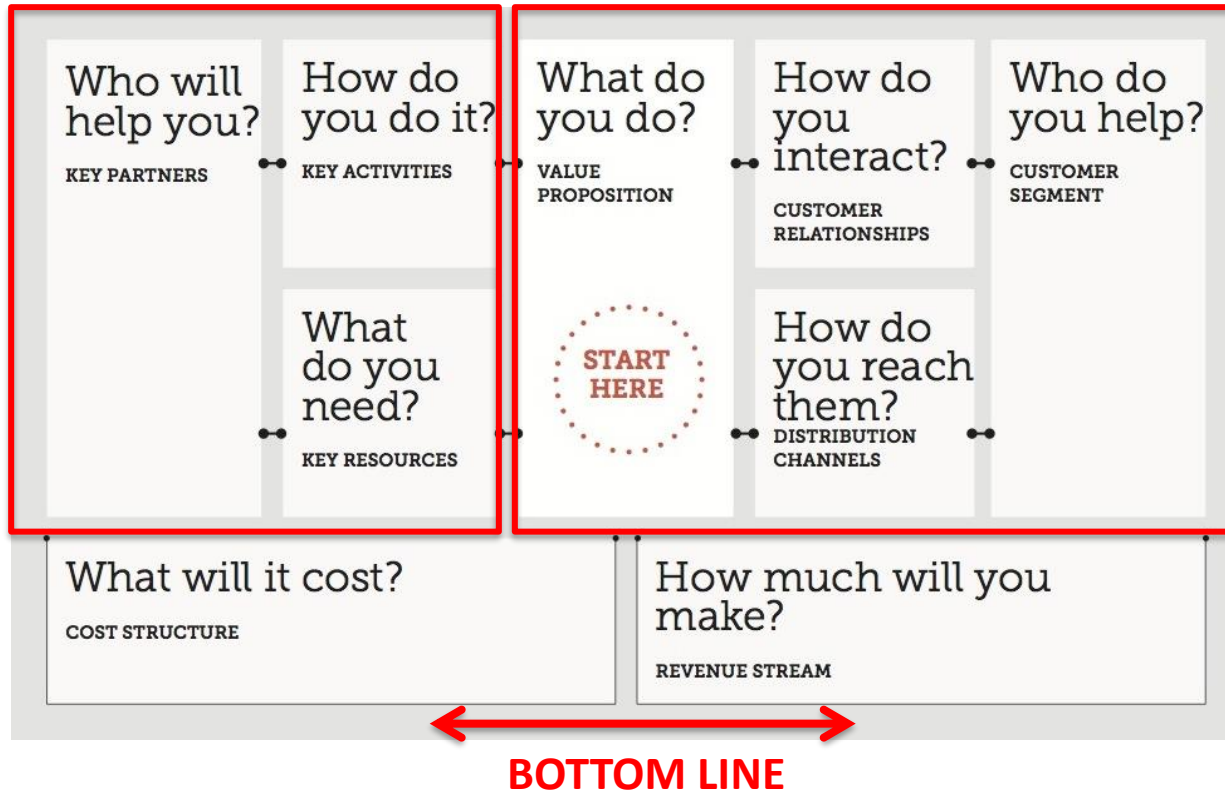 Who will
help you?
KEY PARTNERS
How do
you do it?
KEY ACTIVITIES
What
do you
need?
KEY RESOURCES
What do
you do?
VALUE
PROPOSITION
START
HERE
How do
you
interact?
CUSTOMER
RELATIONSHIPS
How do
you reach
them?
DISTRIBUTION
CHANNELS
Who do
you help?
CUSTOMER
SEGMENT
What will it cost?
COST STRUCTURE
How much will you
make?
REVENUE STREAM
BOTTOM LINE